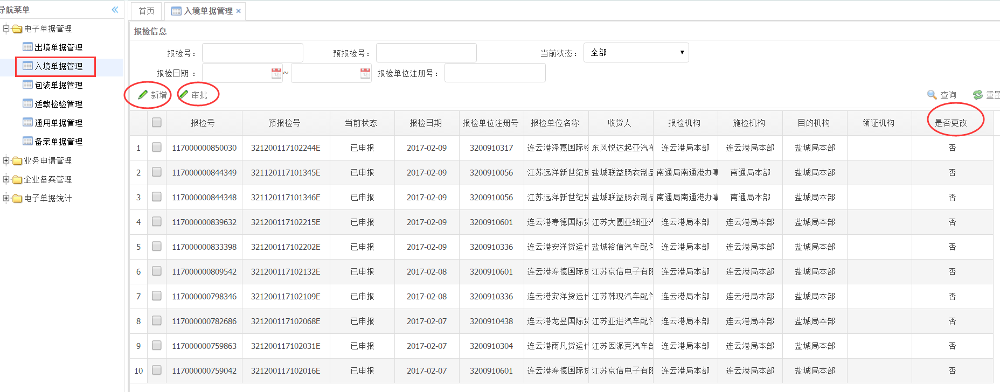 导航菜单
电子单据管理
出境单据管理
入境单据管理
包装单据管理
适载检验管理
通用单据管理
备案单据管理
业务申请管理
企业备案管理
电子单据统计
首页 入境单据管理 ×
报检信息
报检号： 预报检号： 当前状态： 全部
报检日期 ： ~ 报检单位注册号：
新增 审批 查询 重置
报检号 预报检号 当前状态 报检日期 报检单位注册号 报检单位名称 收货人 报检机构 施检机构 目的机构 领证机构 是否更改
1 117000000850030 321200117102244E 已申报 2017-02-09 3200910317 连云港泽嘉国际物 东风悦达起亚汽车 连云港局本部 连云港局本部 盐城局本部 否
2 117000000844349 321120117101345E 已申报 2017-02-09 3200910056 江苏远洋新世纪货 盐城联益肠衣制品 南通局南通港办事 南通局本部 盐城局本部 否
3 117000000844348 321120117101346E 已申报 2017-02-09 3200910056 江苏远洋新世纪货 盐城联益肠衣制品 南通局南通港办事 南通局本部 盐城局本部 否
4 117000000839632 321200117102215E 已申报 2017-02-09 3200910601 连云港寿德国际货 江苏大圆亚细亚汽 连云港局本部 连云港局本部 盐城局本部 否
5 117000000833398 321200117102202E 已申报 2017-02-09 3200910336 连云港安洋货运代 盐城裕信汽车配件 连云港局本部 连云港局本部 盐城局本部 否
6 117000000809542 321200117102132E 已申报 2017-02-08 3200910601 连云港寿德国际货 江苏京信电子有限 连云港局本部 连云港局本部 盐城局本部 否
7 117000000798346 321200117102109E 已申报 2017-02-08 3200910336 连云港安洋货运代 江苏韩现汽车配件 连云港局本部 连云港局本部 盐城局本部 否
8 117000000782686 321200117102068E 已申报 2017-02-07 3200910438 连云港龙昱国际货 江苏亚进汽车配件 连云港局本部 连云港局本部 盐城局本部 否
9 117000000759863 321200117102031E 已申报 2017-02-07 3200910304 连云港雨凡货运代 江苏因派克汽车部 连云港局本部 连云港局本部 盐城局本部 否
10 117000000759042 321200117102016E 已申报 2017-02-07 3200910601 连云港寿德国际货 江苏京信电子有限 连云港局本部 连云港局本部 盐城局本部 否